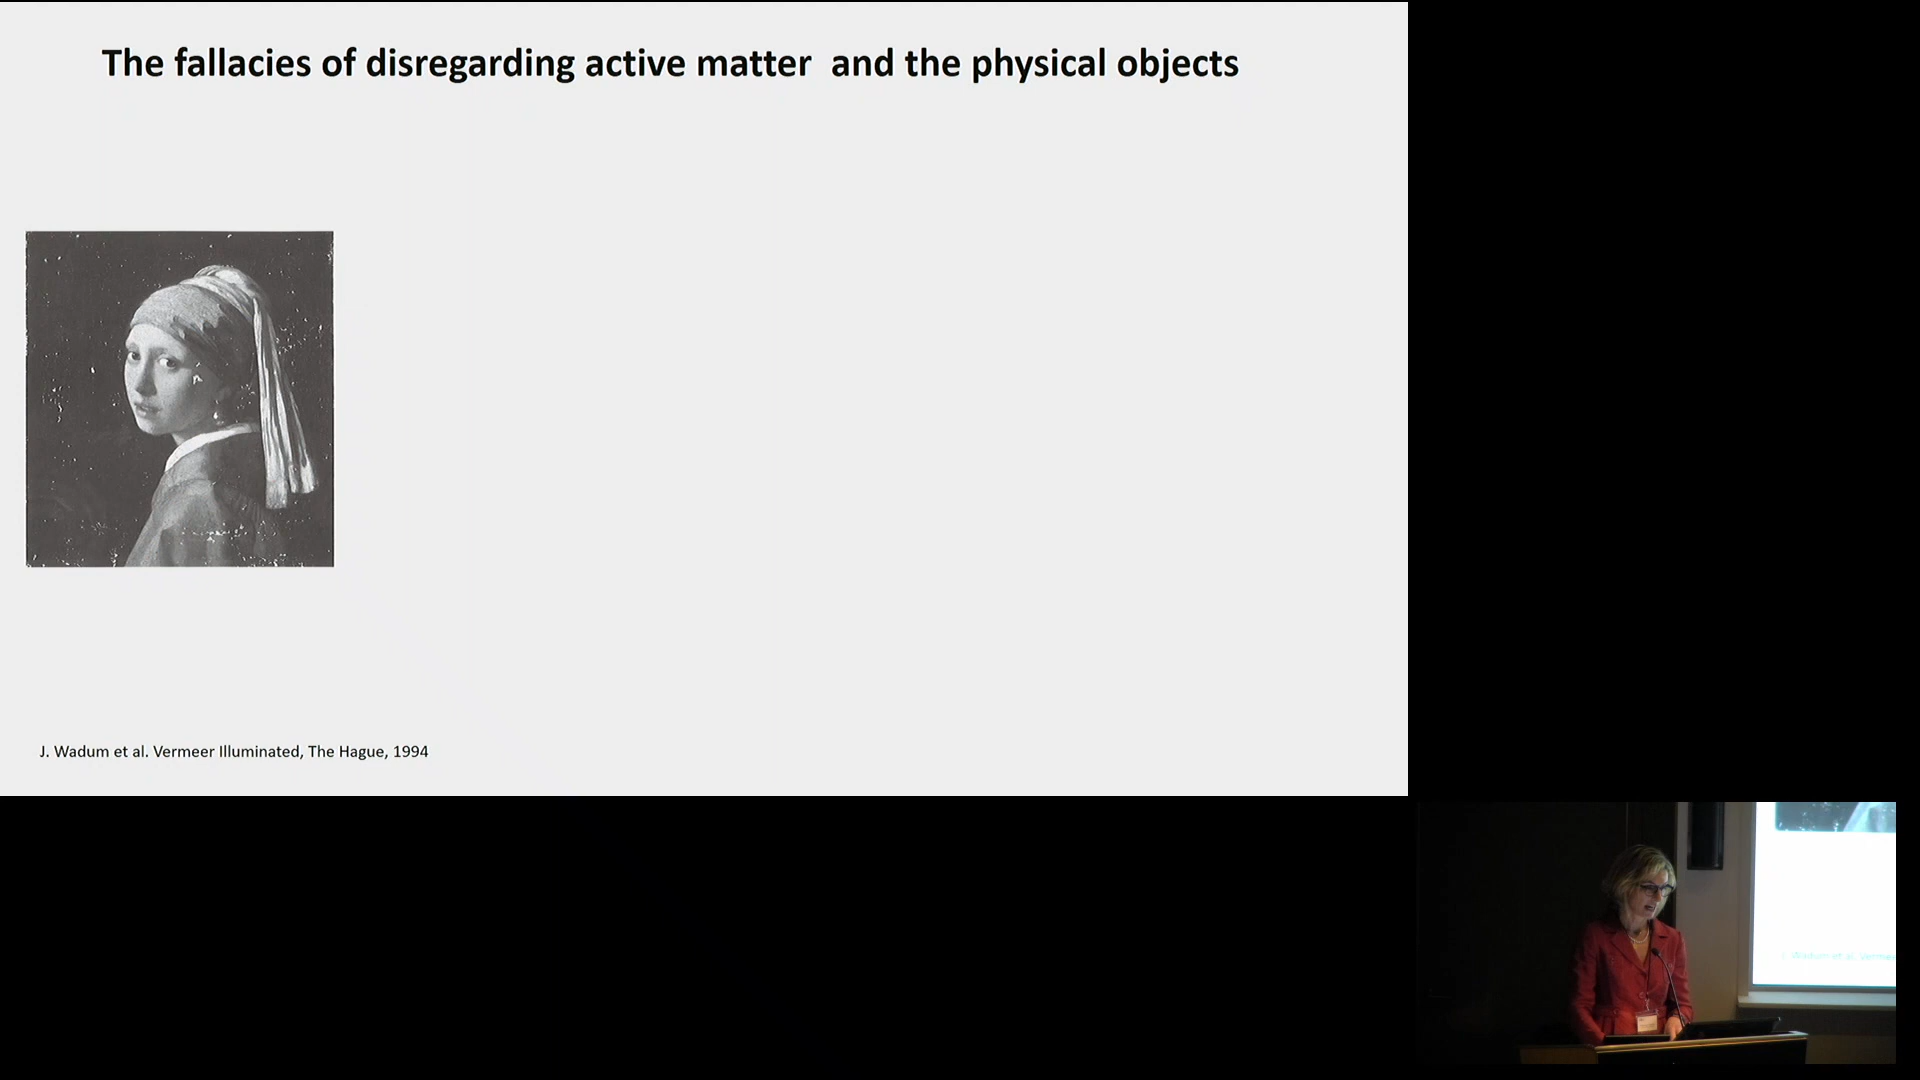 The fallacies of disregarding active matter  and the physical objects
J. Wadum et al. Vermeer Illuminated, The Hague, 1994